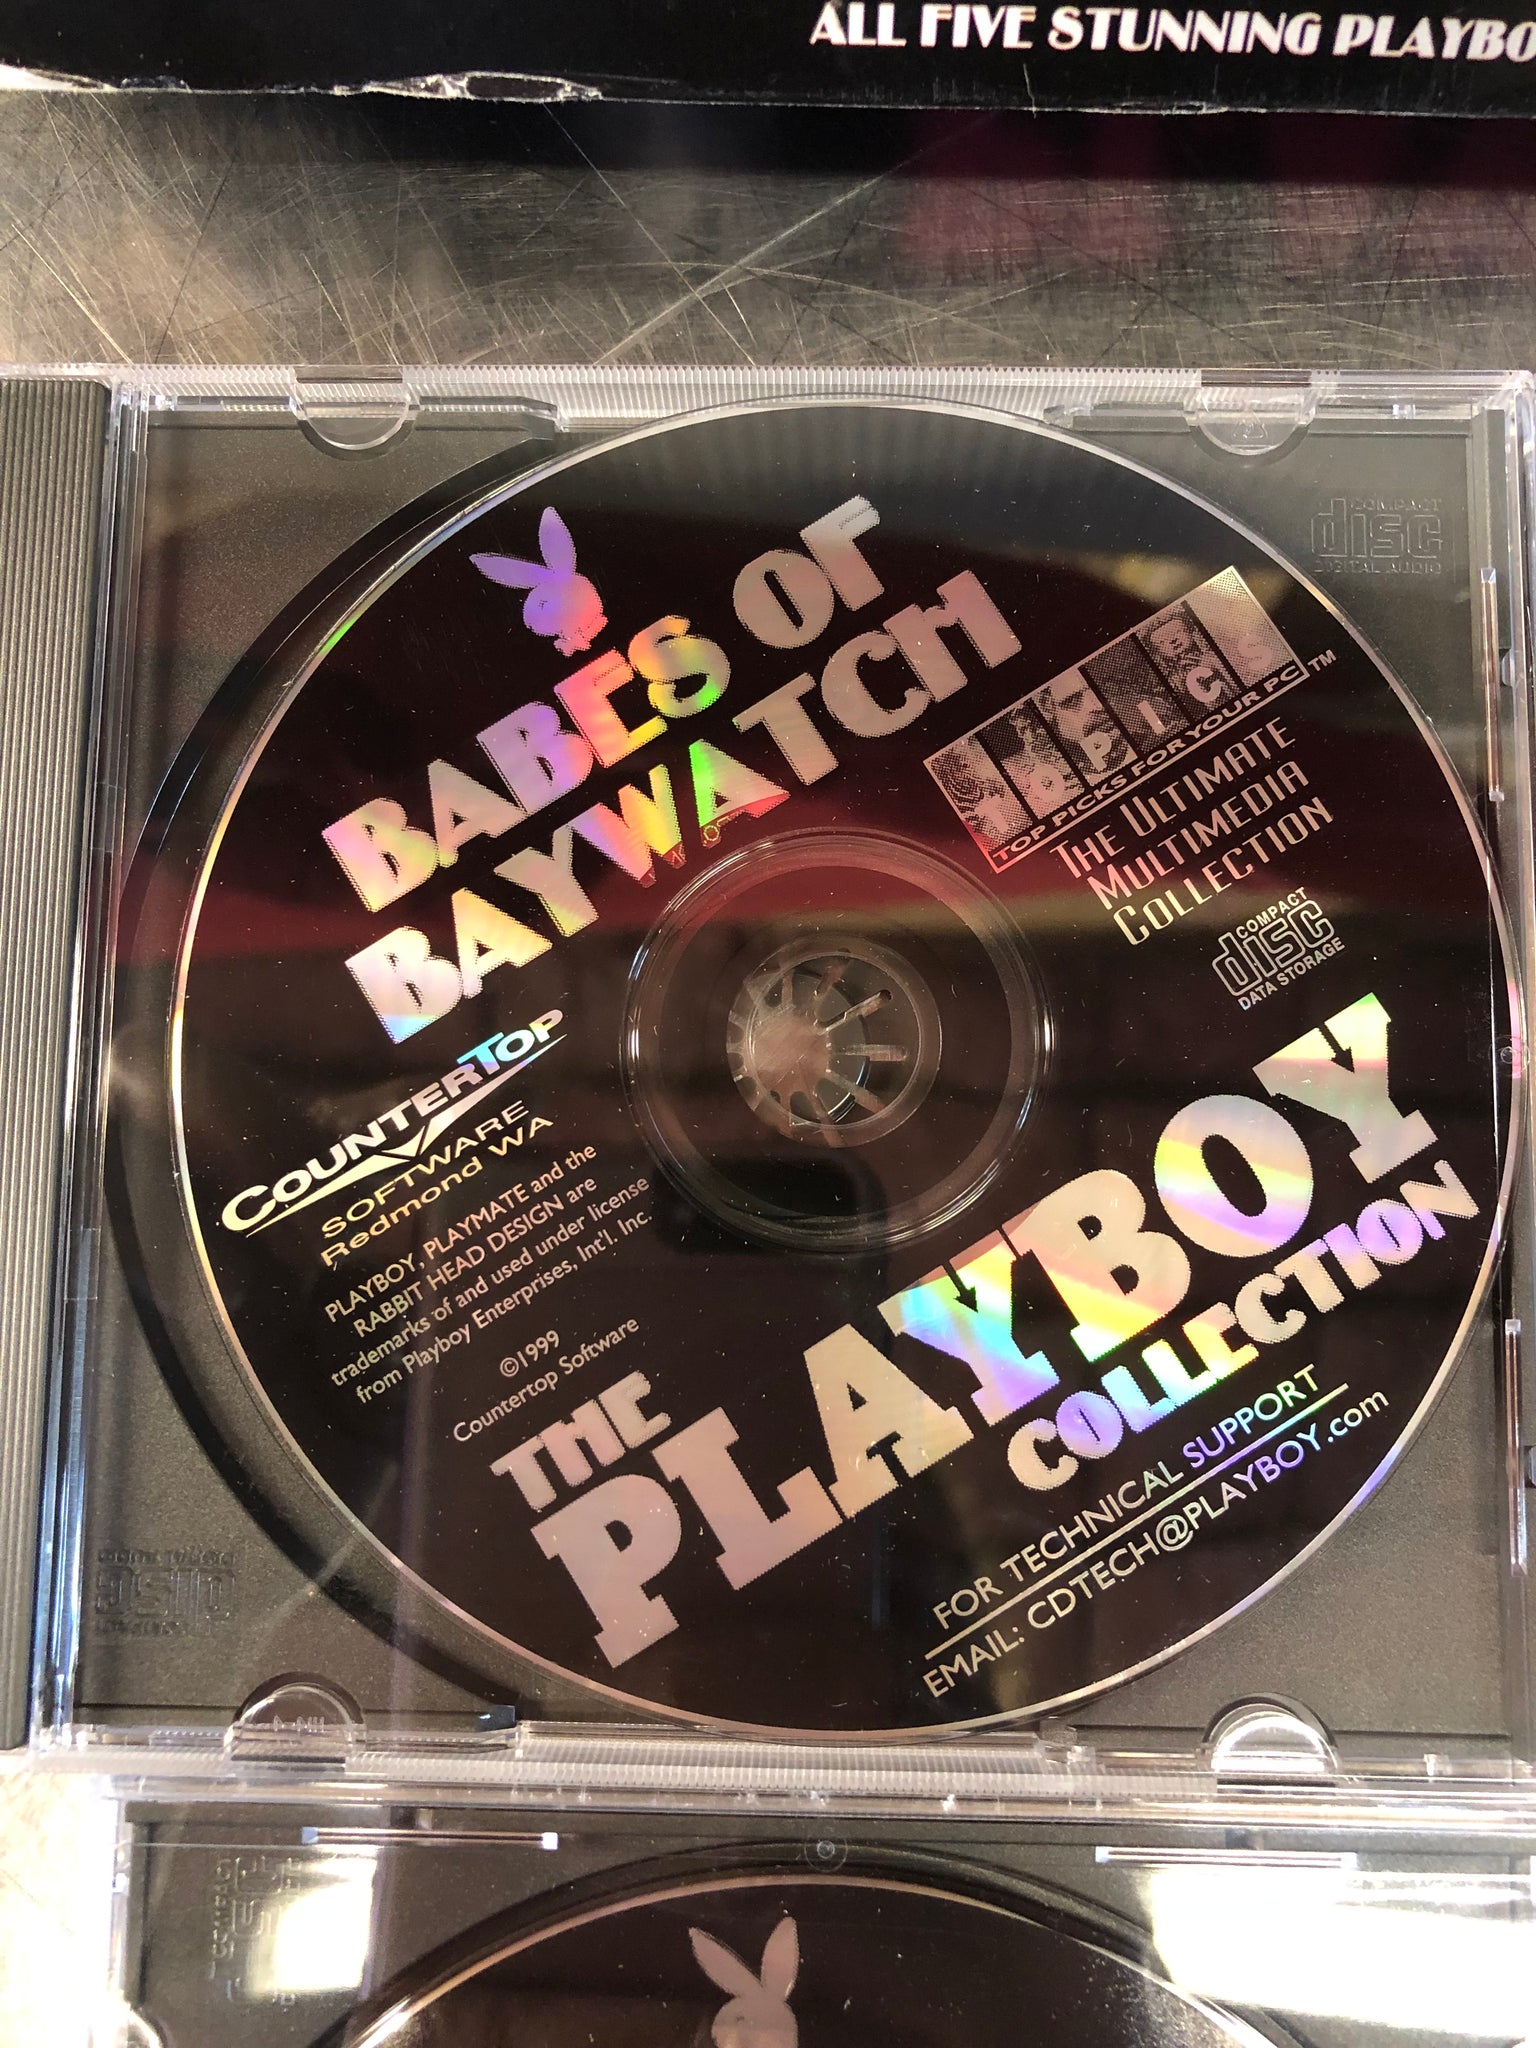 ALL FIVE STUNNING PLAYBO
COMPACT
disc
DIGITAL AUDIO
BABES OF
BAYWATCH
TOPICS
TOP PICKS FOR YOUR PC™
THE ULTIMATE
MULTIMEDIA
COLLECTION
COMPACT
disc
DATA STORAGE
COUNTERTOP
SOFTWARE
Redmond WA
PLAYBOY, PLAYMATE and the
RABBIT HEAD DESIGN are
trademarks of and used under license
from Playboy Enterprises, Int'l. Inc.
©1999
Countertop Software
THE
PLAYBOY
COLLECTION
FOR TECHNICAL SUPPORT
EMAIL: CDTECH@PLAYBOY.com